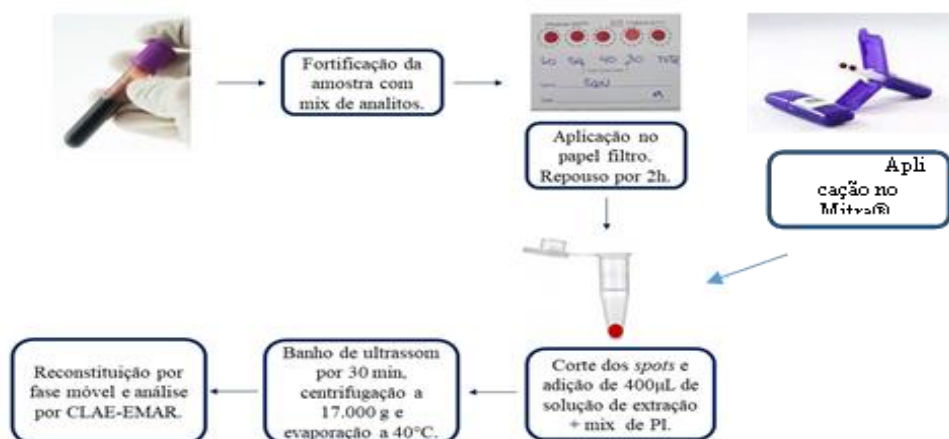 Fortificação da
amostra com
mix de analitos.
Aplicação no
papel filtro.
Repouso por 2h.
Apli
cação no
Mitra®
Corte dos spots e
adição de 400µL de
solução de extração
+ mix de PI.
Banho de ultrassom
por 30 min,
centrifugação a
17.000 g e
evaporação a 40°C.
Reconstituição por
fase móvel e análise
por CLAE-EMAR.